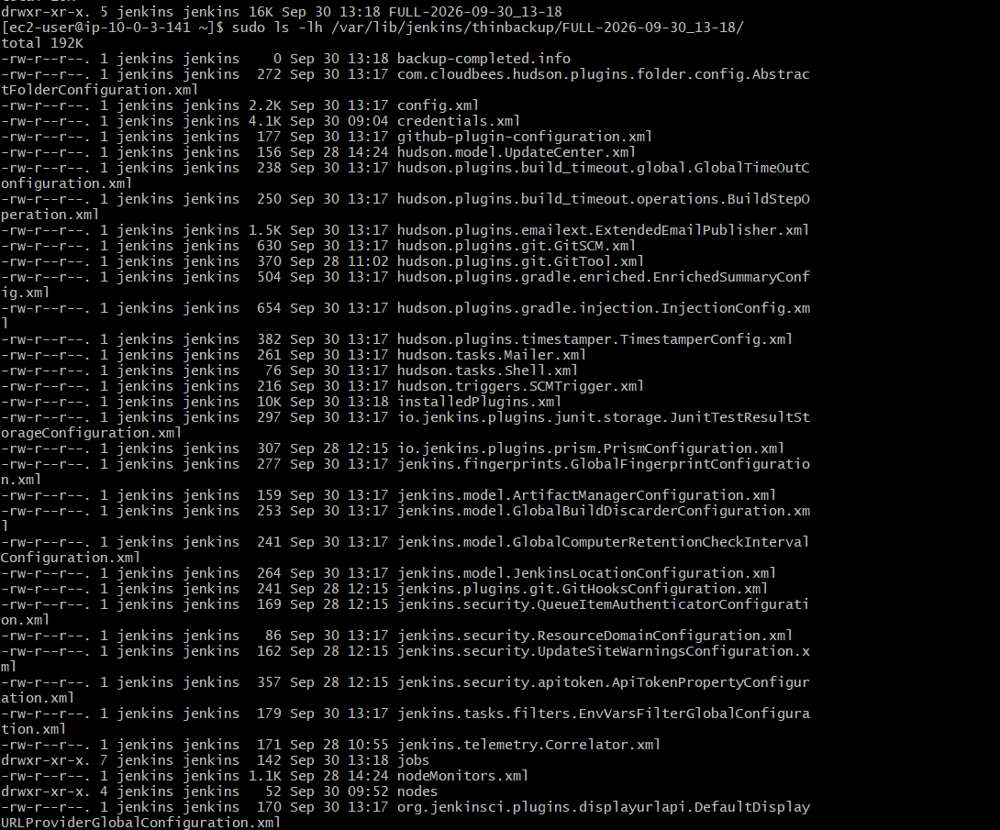 drwxr-xr-x. 5 jenkins jenkins 16K Sep 30 13:18 FULL-2026-09-30_13-18
[ec2-user@ip-10-0-3-141 ~]$ sudo ls -lh /var/lib/jenkins/thinbackup/FULL-2026-09-30_13-18/
total 192K
-rw-r--r--. 1 jenkins jenkins    0 Sep 30 13:18 backup-completed.info
-rw-r--r--. 1 jenkins jenkins  272 Sep 30 13:17 com.cloudbees.hudson.plugins.folder.config.Abstrac
tFolderConfiguration.xml
-rw-r--r--. 1 jenkins jenkins 2.2K Sep 30 13:17 config.xml
-rw-r--r--. 1 jenkins jenkins 4.1K Sep 30 09:04 credentials.xml
-rw-r--r--. 1 jenkins jenkins  177 Sep 30 13:17 github-plugin-configuration.xml
-rw-r--r--. 1 jenkins jenkins  156 Sep 28 14:24 hudson.model.UpdateCenter.xml
-rw-r--r--. 1 jenkins jenkins  238 Sep 30 13:17 hudson.plugins.build_timeout.global.GlobalTimeOutC
onfiguration.xml
-rw-r--r--. 1 jenkins jenkins  250 Sep 30 13:17 hudson.plugins.build_timeout.operations.BuildStepO
peration.xml
-rw-r--r--. 1 jenkins jenkins 1.5K Sep 30 13:17 hudson.plugins.emailext.ExtendedEmailPublisher.xml
-rw-r--r--. 1 jenkins jenkins  630 Sep 30 13:17 hudson.plugins.git.GitSCM.xml
-rw-r--r--. 1 jenkins jenkins  370 Sep 28 11:02 hudson.plugins.git.GitTool.xml
-rw-r--r--. 1 jenkins jenkins  504 Sep 30 13:17 hudson.plugins.gradle.enriched.EnrichedSummaryConf
ig.xml
-rw-r--r--. 1 jenkins jenkins  654 Sep 30 13:17 hudson.plugins.gradle.injection.InjectionConfig.xm
l
-rw-r--r--. 1 jenkins jenkins  382 Sep 30 13:17 hudson.plugins.timestamper.TimestamperConfig.xml
-rw-r--r--. 1 jenkins jenkins  261 Sep 30 13:17 hudson.tasks.Mailer.xml
-rw-r--r--. 1 jenkins jenkins   76 Sep 30 13:17 hudson.tasks.Shell.xml
-rw-r--r--. 1 jenkins jenkins  216 Sep 30 13:17 hudson.triggers.SCMTrigger.xml
-rw-r--r--. 1 jenkins jenkins  10K Sep 30 13:18 installedPlugins.xml
-rw-r--r--. 1 jenkins jenkins  297 Sep 30 13:17 io.jenkins.plugins.junit.storage.JunitTestResultSt
orageConfiguration.xml
-rw-r--r--. 1 jenkins jenkins  307 Sep 28 12:15 io.jenkins.plugins.prism.PrismConfiguration.xml
-rw-r--r--. 1 jenkins jenkins  277 Sep 30 13:17 jenkins.fingerprints.GlobalFingerprintConfiguratio
n.xml
-rw-r--r--. 1 jenkins jenkins  159 Sep 30 13:17 jenkins.model.ArtifactManagerConfiguration.xml
-rw-r--r--. 1 jenkins jenkins  253 Sep 30 13:17 jenkins.model.GlobalBuildDiscarderConfiguration.xm
l
-rw-r--r--. 1 jenkins jenkins  241 Sep 30 13:17 jenkins.model.GlobalComputerRetentionCheckInterval
Configuration.xml
-rw-r--r--. 1 jenkins jenkins  264 Sep 30 13:17 jenkins.model.JenkinsLocationConfiguration.xml
-rw-r--r--. 1 jenkins jenkins  241 Sep 28 12:15 jenkins.plugins.git.GitHooksConfiguration.xml
-rw-r--r--. 1 jenkins jenkins  169 Sep 28 12:15 jenkins.security.QueueItemAuthenticatorConfigurati
on.xml
-rw-r--r--. 1 jenkins jenkins   86 Sep 30 13:17 jenkins.security.ResourceDomainConfiguration.xml
-rw-r--r--. 1 jenkins jenkins  162 Sep 28 12:15 jenkins.security.UpdateSiteWarningsConfiguration.x
ml
-rw-r--r--. 1 jenkins jenkins  357 Sep 28 12:15 jenkins.security.apitoken.ApiTokenPropertyConfigur
ation.xml
-rw-r--r--. 1 jenkins jenkins  179 Sep 30 13:17 jenkins.tasks.filters.EnvVarsFilterGlobalConfigura
tion.xml
-rw-r--r--. 1 jenkins jenkins  171 Sep 28 10:55 jenkins.telemetry.Correlator.xml
drwxr-xr-x. 7 jenkins jenkins  142 Sep 30 13:18 jobs
-rw-r--r--. 1 jenkins jenkins 1.1K Sep 28 14:24 nodeMonitors.xml
drwxr-xr-x. 4 jenkins jenkins   52 Sep 30 09:52 nodes
-rw-r--r--. 1 jenkins jenkins  170 Sep 30 13:17 org.jenkinsci.plugins.displayurlapi.DefaultDisplay
URLProviderGlobalConfiguration.xml